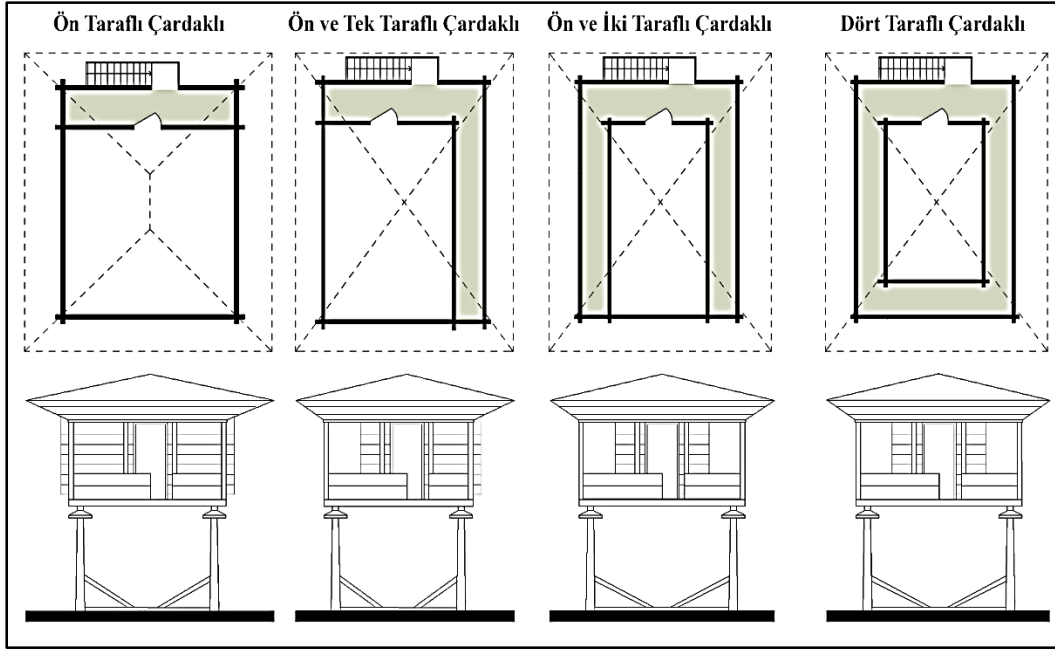 Ön Taraflı Çardaklı
Ön ve Tek Taraflı Çardaklı
Ön ve İki Taraflı Çardaklı
Dört Taraflı Çardaklı